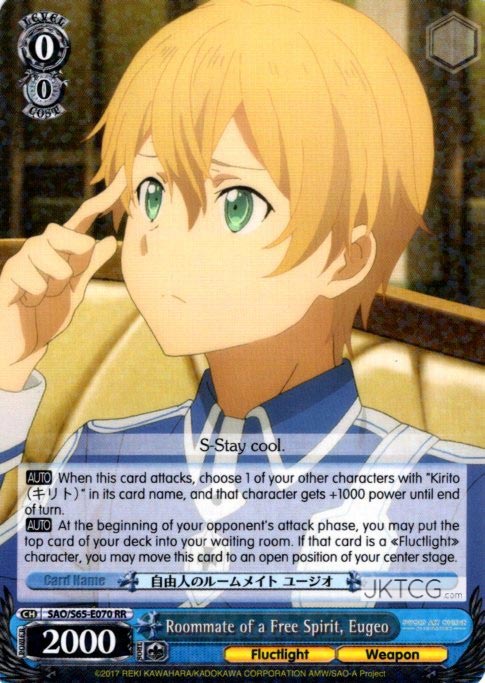 LEVEL
0
0
COST
S-Stay cool.
AUTO When this card attacks, choose 1 of your other characters with "Kirito
(キリト)" in its card name, and that character gets +1000 power until end
of turn.
AUTO At the beginning of your opponent's attack phase, you may put the
top card of your deck into your waiting room. If that card is a «Fluctlight»
character, you may move this card to an open position of your center stage.
Card Name 自由人のルームメイト ユージオ
JKTCG.com
CH SAO/S65-E070 RR
POWER 2000 Roommate of a Free Spirit, Eugeo
Fluctlight Weapon
©2017 REKI KAWAHARA/KADOKAWA CORPORATION AMW/SAO-A Project